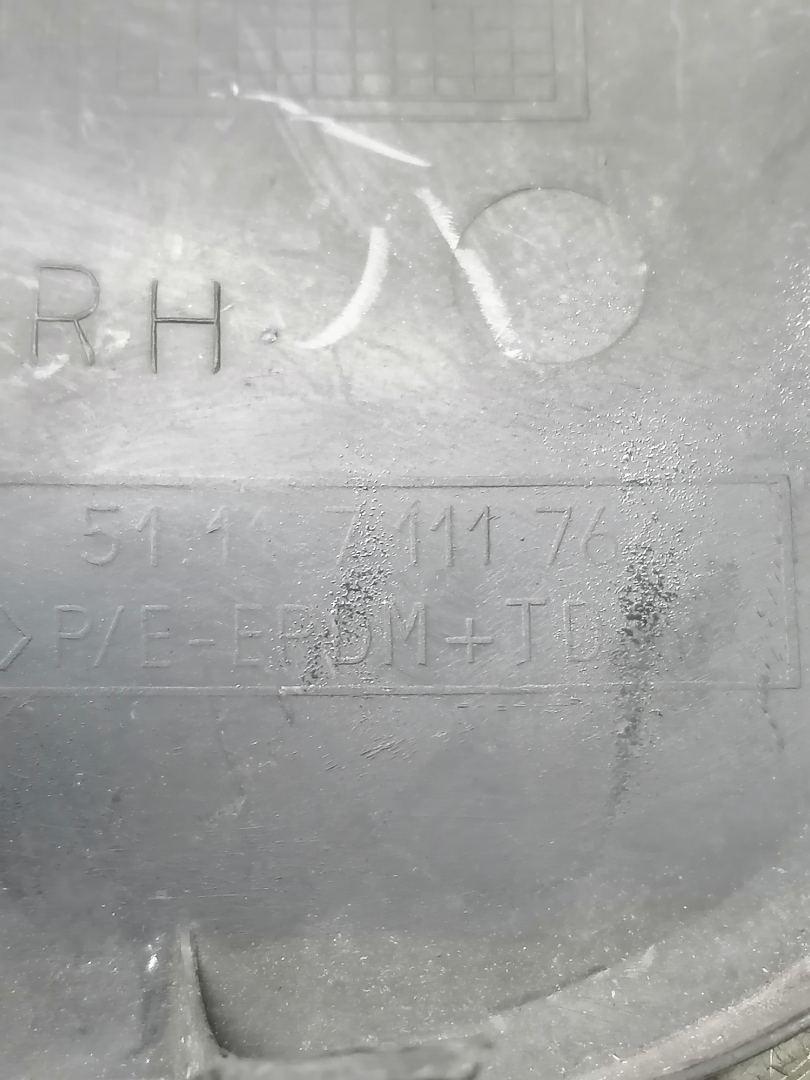 RH
51.11 7 111 76
>P/E-EPDM+TD